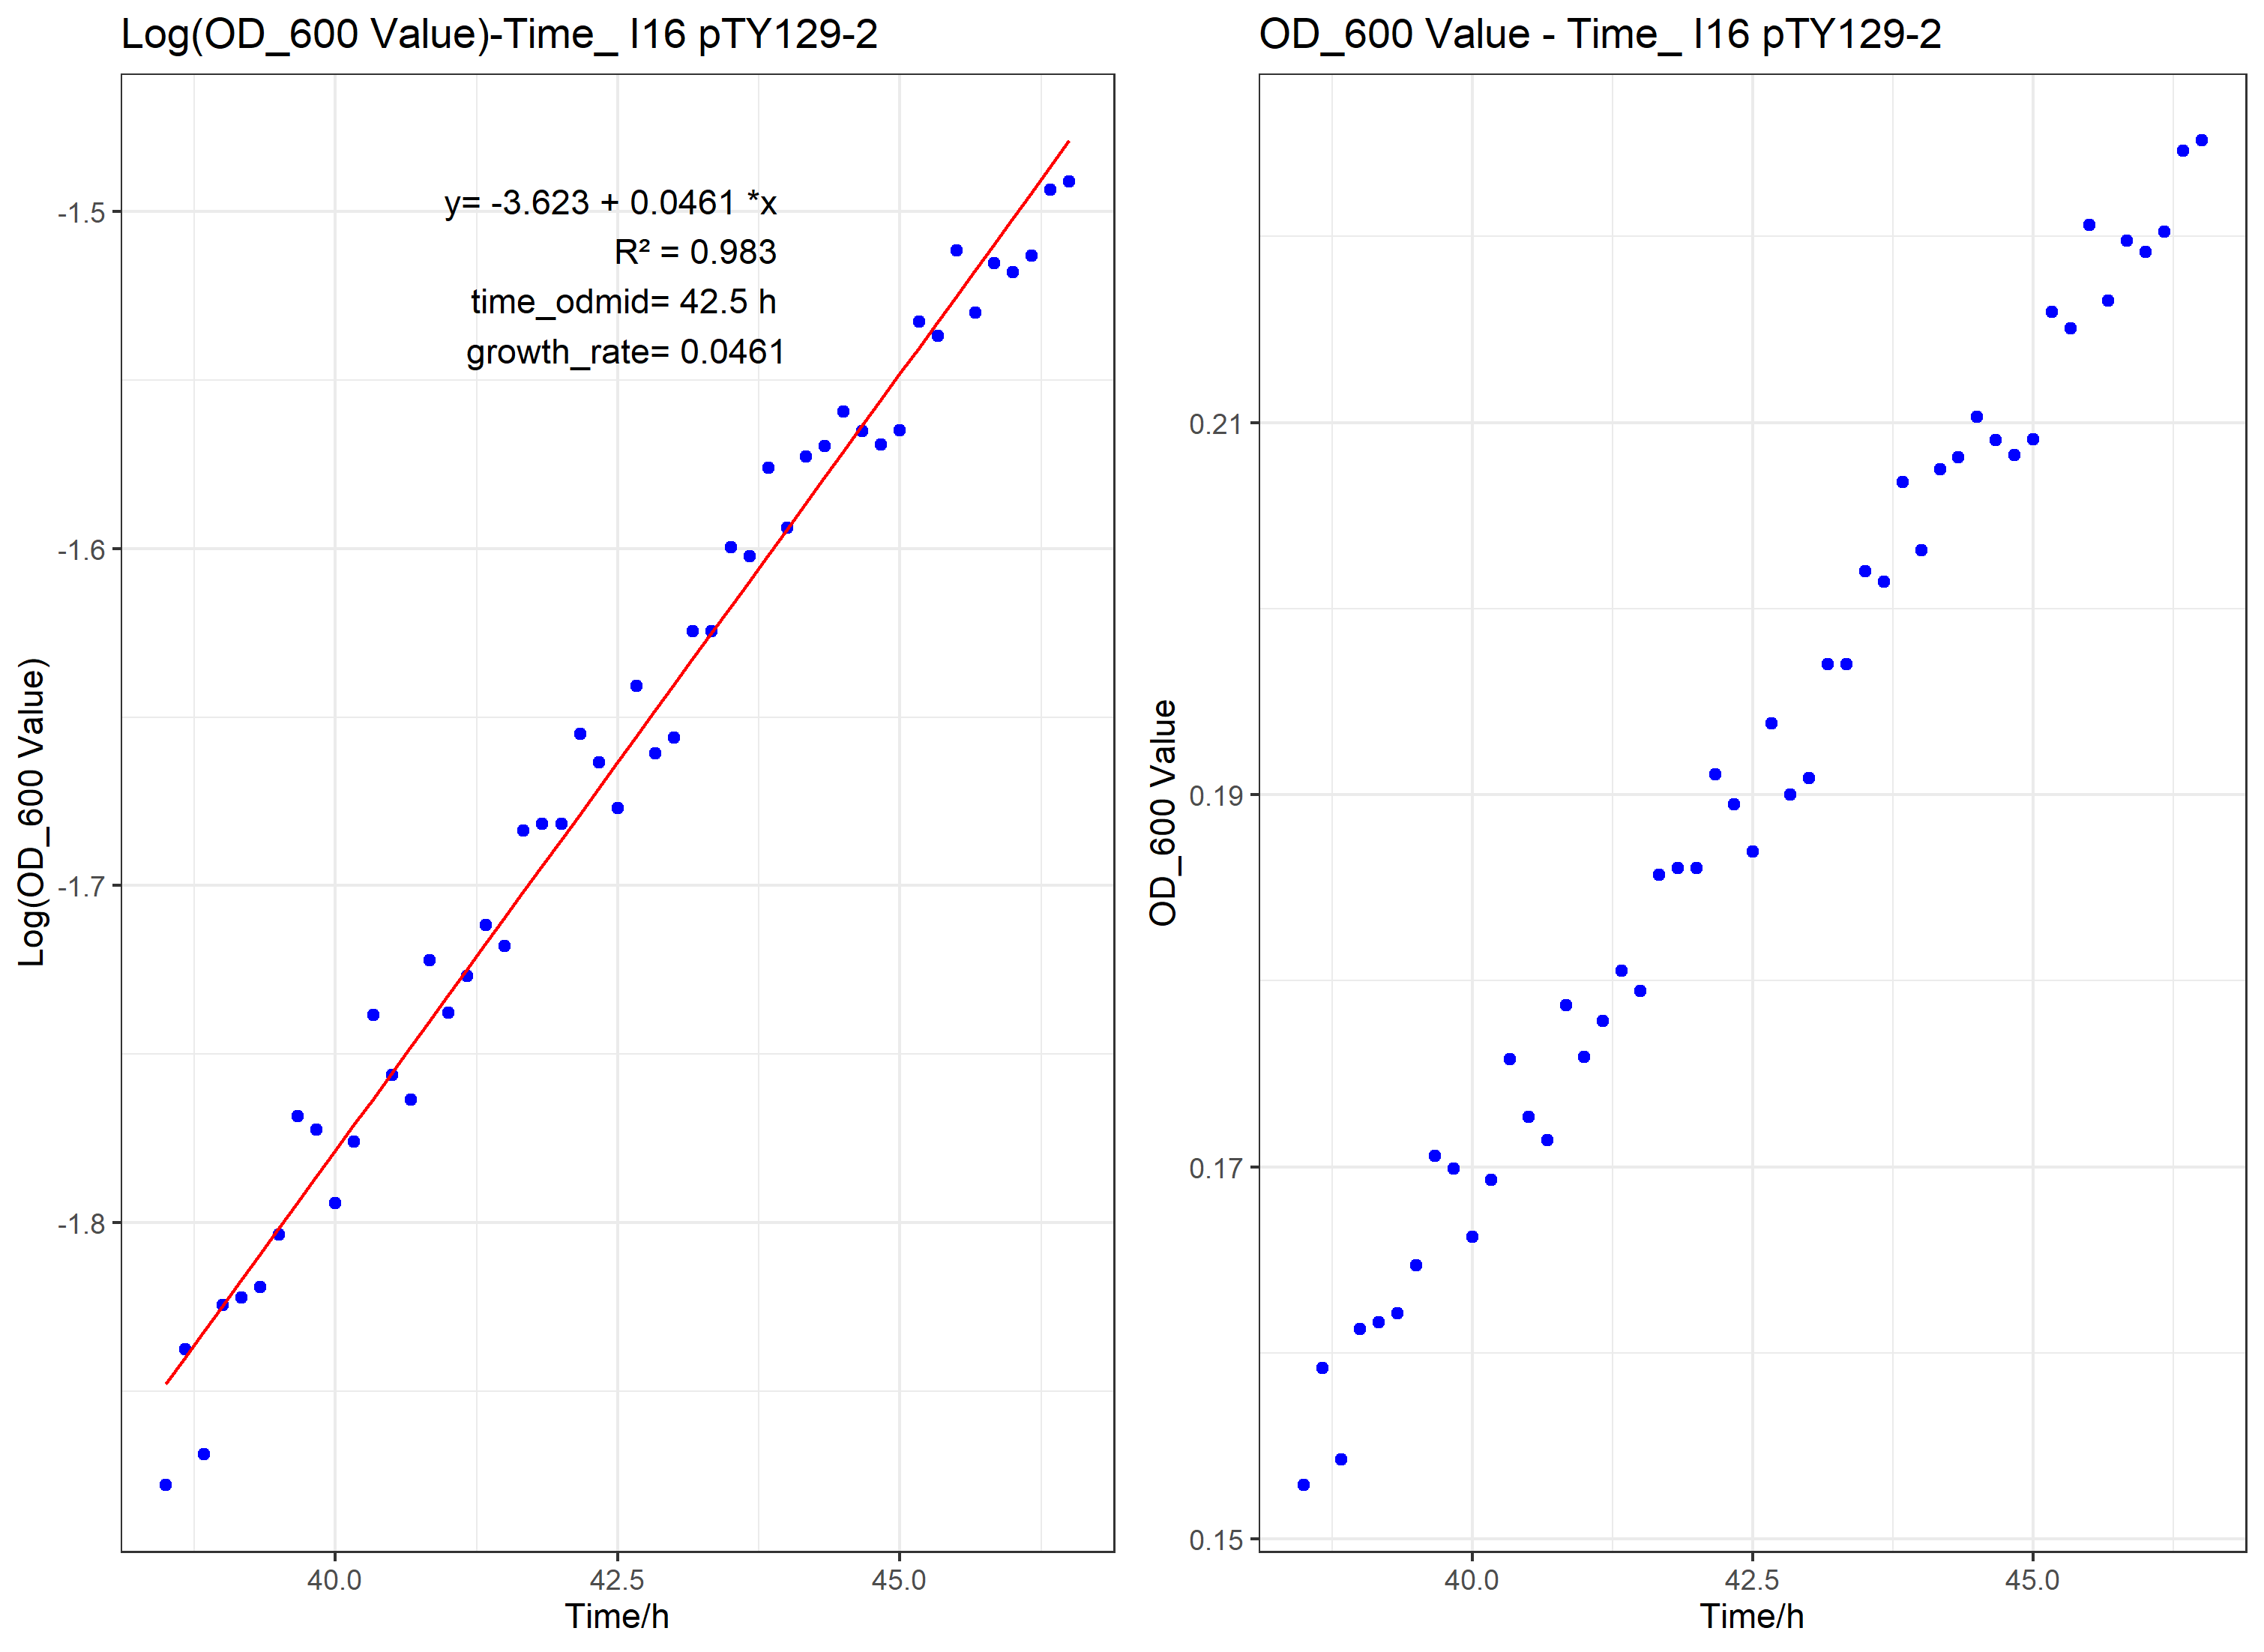 Log(OD_600 Value)-Time_ I16 pTY129-2
y= -3.623 + 0.0461 *x
R² = 0.983
time_odmid= 42.5 h
growth_rate= 0.0461
-1.5
-1.6
-1.7
-1.8
Log(OD_600 Value)
40.0 42.5 45.0
Time/h
OD_600 Value - Time_ I16 pTY129-2
0.21
0.19
0.17
0.15
OD_600 Value
40.0 42.5 45.0
Time/h